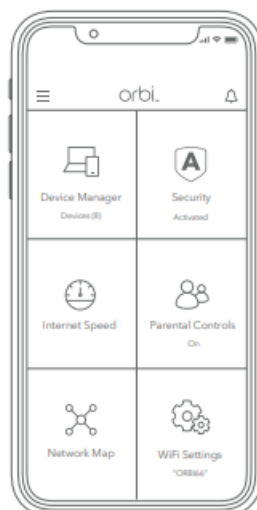 orbi
Device Manager
Devices (8)
A
Security
Activated
Internet Speed
Parental Controls
On
Network Map
WiFi Settings
"ORBI66"